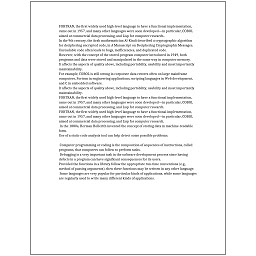 FORTRAN, the first widely used high-level language to have a functional implementation,
came out in 1957, and many other languages were soon developed—in particular, COBOL
aimed at commercial data processing, and Lisp for computer research.
In the 9th century, the Arab mathematician Al-Kindi described a cryptographic algorithm
for deciphering encrypted code, in A Manuscript on Deciphering Cryptographic Messages.
Unreadable code often leads to bugs, inefficiencies, and duplicated code.
However, with the concept of the stored-program computer introduced in 1949, both
programs and data were stored and manipulated in the same way in computer memory.
It affects the aspects of quality above, including portability, usability and most importantly
maintainability.
For example, COBOL is still strong in corporate data centers often on large mainframe
computers, Fortran in engineering applications, scripting languages in Web development,
and C in embedded software.
It affects the aspects of quality above, including portability, usability and most importantly
maintainability.
FORTRAN, the first widely used high-level language to have a functional implementation,
came out in 1957, and many other languages were soon developed—in particular, COBOL
aimed at commercial data processing, and Lisp for computer research.
FORTRAN, the first widely used high-level language to have a functional implementation,
came out in 1957, and many other languages were soon developed—in particular, COBOL
aimed at commercial data processing, and Lisp for computer research.
In the 1880s, Herman Hollerith invented the concept of storing data in machine-readable
form.
Use of a static code analysis tool can help detect some possible problems.
Computer programming or coding is the composition of sequences of instructions, called
programs, that computers can follow to perform tasks.
Debugging is a very important task in the software development process since having
defects in a program can have significant consequences for its users.
Provided the functions in a library follow the appropriate run-time conventions (e.g.,
method of passing arguments), then these functions may be written in any other language.
Some languages are very popular for particular kinds of applications, while some languages
are regularly used to write many different kinds of applications.